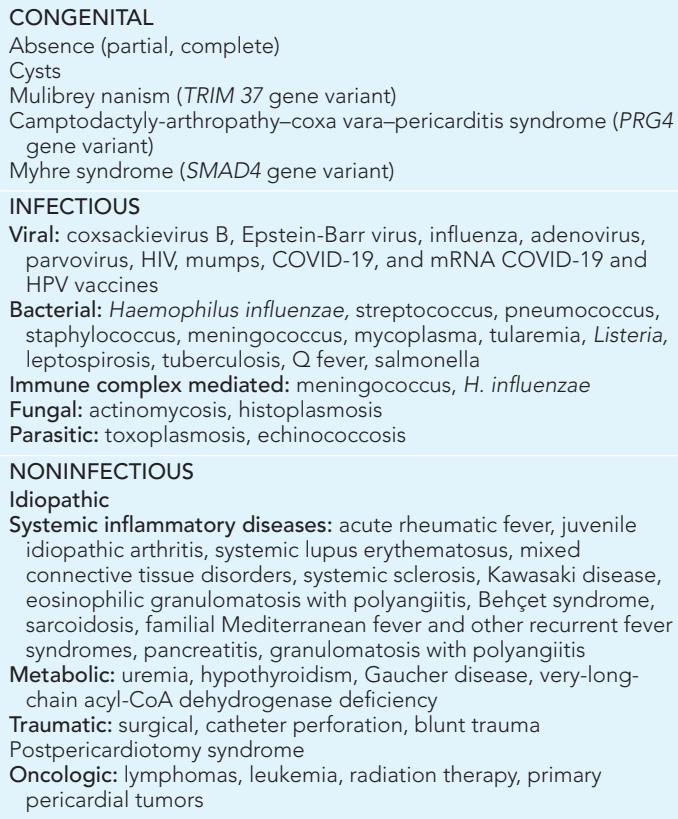 CONGENITAL
Absence (partial, complete)
Cysts
Mulibrey nanism (TRIM 37 gene variant)
Camptodactyly-arthropathy–coxa vara–pericarditis syndrome (PRG4
gene variant)
Myhre syndrome (SMAD4 gene variant)
INFECTIOUS
Viral: coxsackievirus B, Epstein-Barr virus, influenza, adenovirus,
parvovirus, HIV, mumps, COVID-19, and mRNA COVID-19 and
HPV vaccines
Bacterial: Haemophilus influenzae, streptococcus, pneumococcus,
staphylococcus, meningococcus, mycoplasma, tularemia, Listeria,
leptospirosis, tuberculosis, Q fever, salmonella
Immune complex mediated: meningococcus, H. influenzae
Fungal: actinomycosis, histoplasmosis
Parasitic: toxoplasmosis, echinococcosis
NONINFECTIOUS
Idiopathic
Systemic inflammatory diseases: acute rheumatic fever, juvenile
idiopathic arthritis, systemic lupus erythematosus, mixed
connective tissue disorders, systemic sclerosis, Kawasaki disease,
eosinophilic granulomatosis with polyangiitis, Behçet syndrome,
sarcoidosis, familial Mediterranean fever and other recurrent fever
syndromes, pancreatitis, granulomatosis with polyangiitis
Metabolic: uremia, hypothyroidism, Gaucher disease, very-long-
chain acyl-CoA dehydrogenase deficiency
Traumatic: surgical, catheter perforation, blunt trauma
Postpericardiotomy syndrome
Oncologic: lymphomas, leukemia, radiation therapy, primary
pericardial tumors